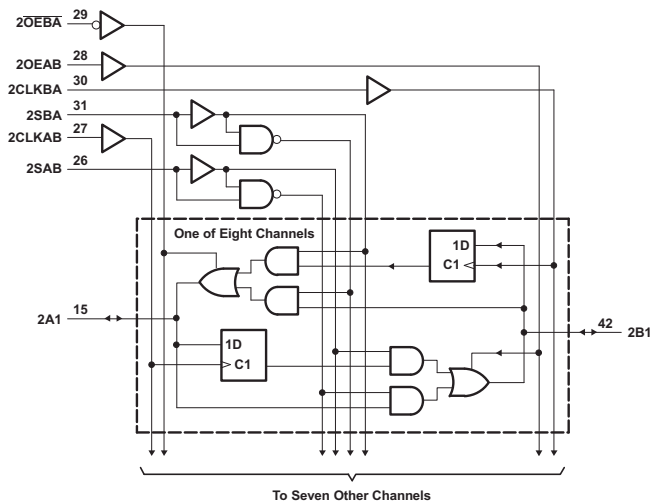 2O̅E̅B̅A̅ 29
2OEAB 28
2CLKBA 30
2SBA 31
2CLKAB 27
2SAB 26
One of Eight Channels
1D
C1
2A1 15
42 2B1
1D
C1
To Seven Other Channels